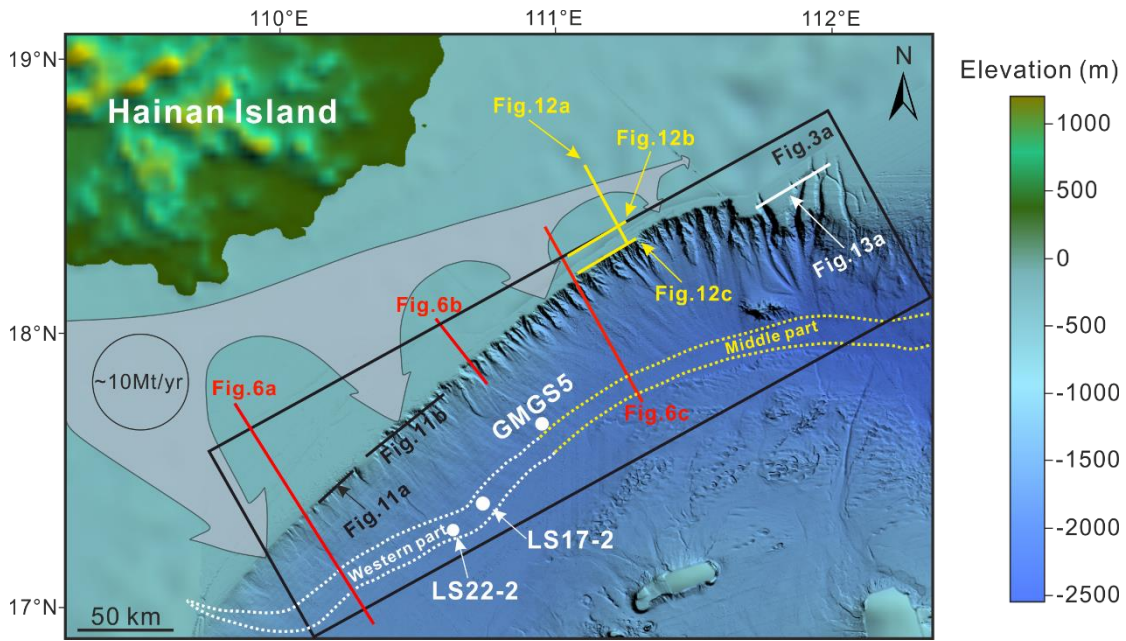 110°E
111°E
112°E
19°N
18°N
17°N
N
Elevation (m)
1000
500
0
-500
-1000
-1500
-2000
-2500
Hainan Island
Fig.12a
Fig.12b
Fig.3a
Fig.13a
Fig.12c
Fig.6b
~10Mt/yr
Fig.6a
Middle part
Fig.6c
GMGS5
Fig.11b
Fig.11a
Western part
LS17-2
LS22-2
50 km